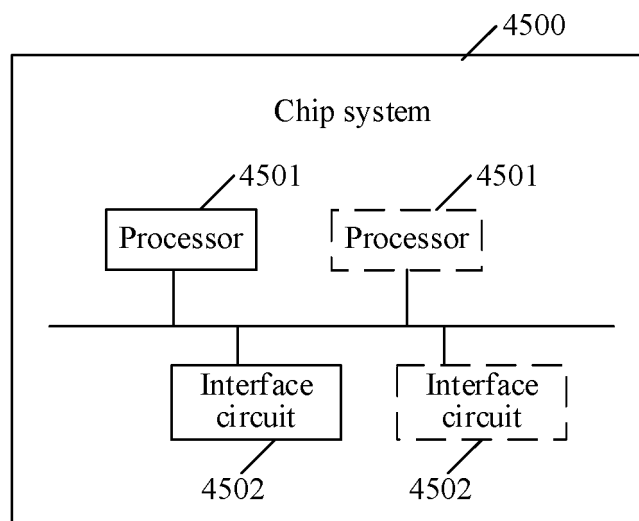 4500
Chip system
4501
4501
Processor
Processor
Interface
circuit
Interface
circuit
4502
4502